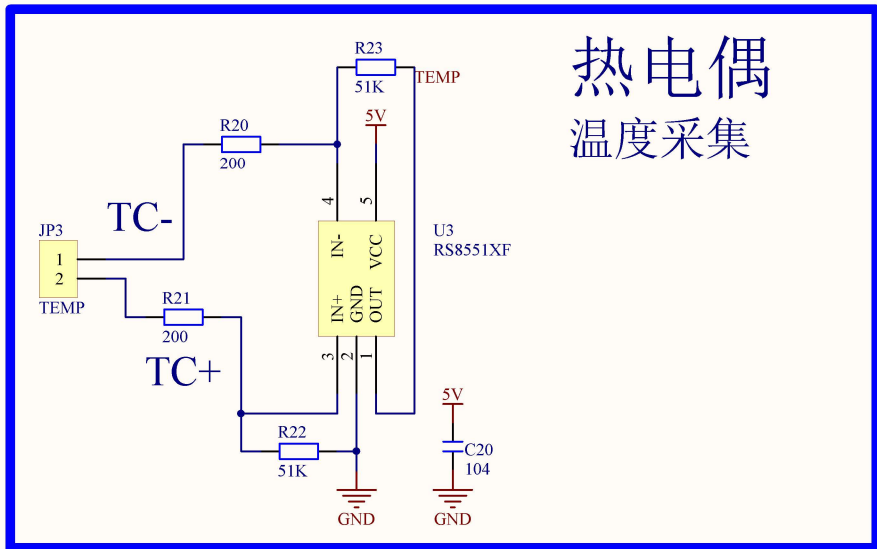 R23
51K
TEMP
热电偶
温度采集
5V
R20
200
4
5
TC-
JP3
1
2
TEMP
IN-
VCC
IN+
GND
OUT
U3
RS8551XF
R21
200
TC+
3
2
1
R22
51K
5V
C20
104
GND
GND